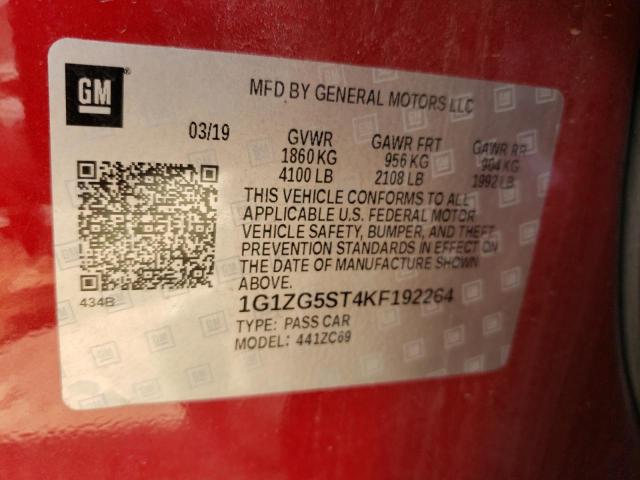 GM
MFD BY GENERAL MOTORS LLC
03/19 GVWR GAWR FRT GAWR RR
1860 KG 956 KG 904 KG
4100 LB 2108 LB 1992 LB
THIS VEHICLE CONFORMS TO ALL
APPLICABLE U.S. FEDERAL MOTOR
VEHICLE SAFETY, BUMPER, AND THEFT
PREVENTION STANDARDS IN EFFECT ON
THE DATE OF MANUFACTURE SHOWN
ABOVE.
434B
1G1ZG5ST4KF192264
TYPE: PASS CAR
MODEL: 441ZC69